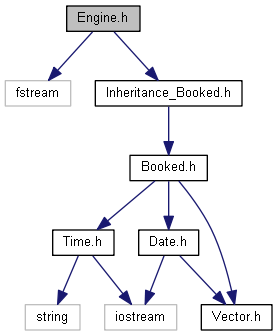 Engine.h
fstream
Inheritance_Booked.h
Booked.h
Time.h
Date.h
string
iostream
Vector.h